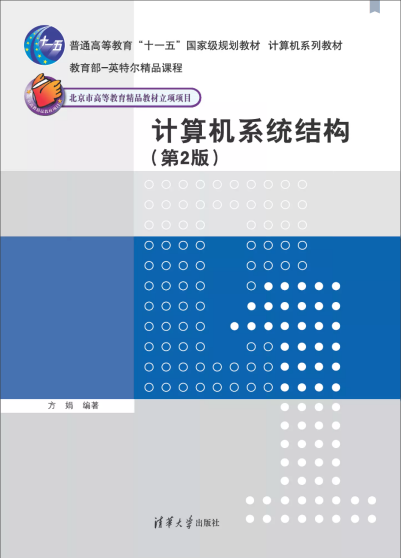 十一五
普通高等教育“十一五”国家级规划教材 计算机系列教材
教育部-英特尔精品课程
北京市高等教育精品教材立项项目
计算机系统结构
(第2版)
方 娟 编著
清华大学出版社